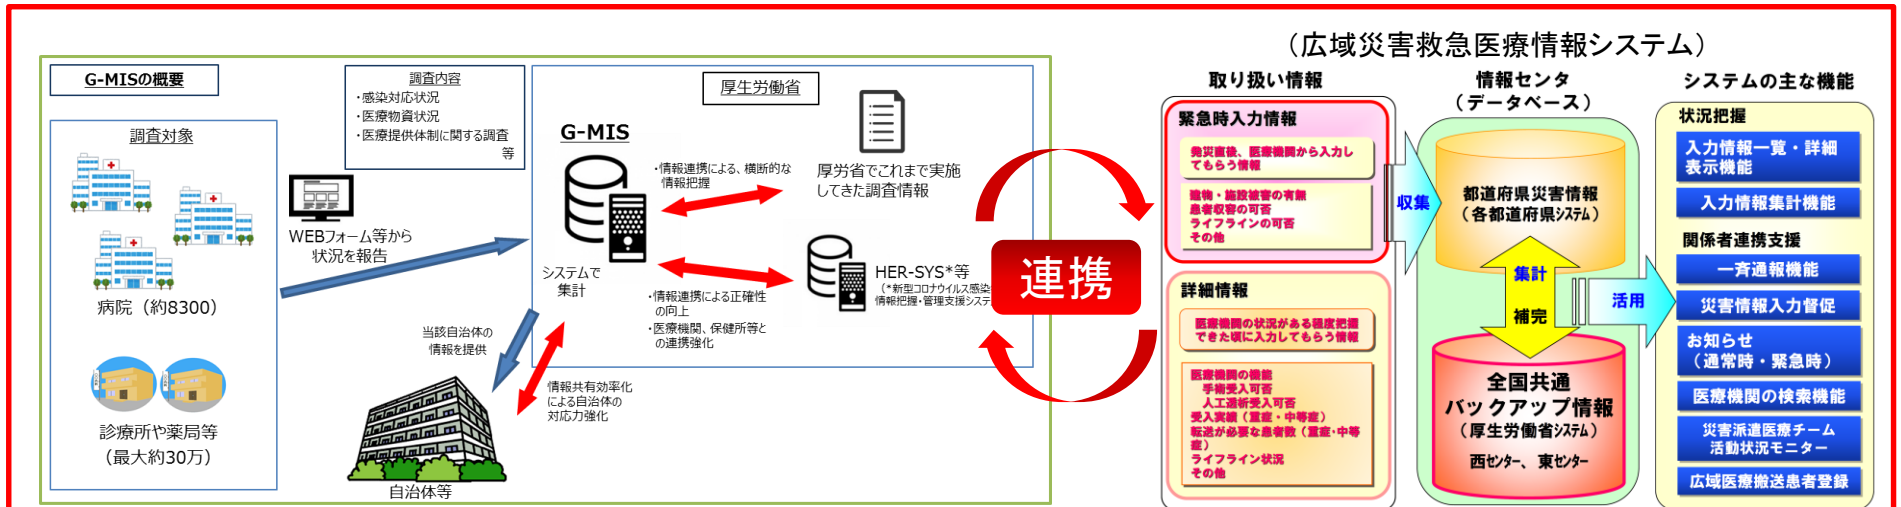 G-MISの概要
調査対象
病院（約8300）
診療所や薬局等
（最大約30万）
調査内容
・感染対応状況
・医療物資状況
・医療提供体制に関する調査
等
WEBフォーム等から
状況を報告
厚生労働省
G-MIS
システムで
集計
・情報連携による、横断的な
情報把握
厚労省でこれまで実施
してきた調査情報
・情報連携による正確性
の向上
・医療機関、保健所等と
の連携強化
HER-SYS*等
（*新型コロナウイルス感染
情報把握・管理支援システ
当該自治体の
情報を提供
情報共有効率化
による自治体の
対応力強化
自治体等
連携
（広域災害救急医療情報システム）
取り扱い情報
緊急時入力情報
発災直後、医療機関から入力し
てもらう情報
建物・施設被害の有無
患者収容の可否
ライフラインの可否
その他
詳細情報
医療機関の状況がある程度把握
できた頃に入力してもらう情報
医療機関の機能
手術受入可否
人工透析受入可否
受入実績（重症・中等症）
転送が必要な患者数（重症・中等
症）
ライフライン状況
その他
収集
情報センタ
（データベース）
都道府県災害情報
（各都道府県システム）
集計
補完
全国共通
バックアップ情報
（厚生労働省システム）
西センター、東センター
活用
システムの主な機能
状況把握
入力情報一覧・詳細
表示機能
入力情報集計機能
関係者連携支援
一斉通報機能
災害情報入力督促
お知らせ
（通常時・緊急時）
医療機関の検索機能
災害派遣医療チーム
活動状況モニター
広域医療搬送患者登録